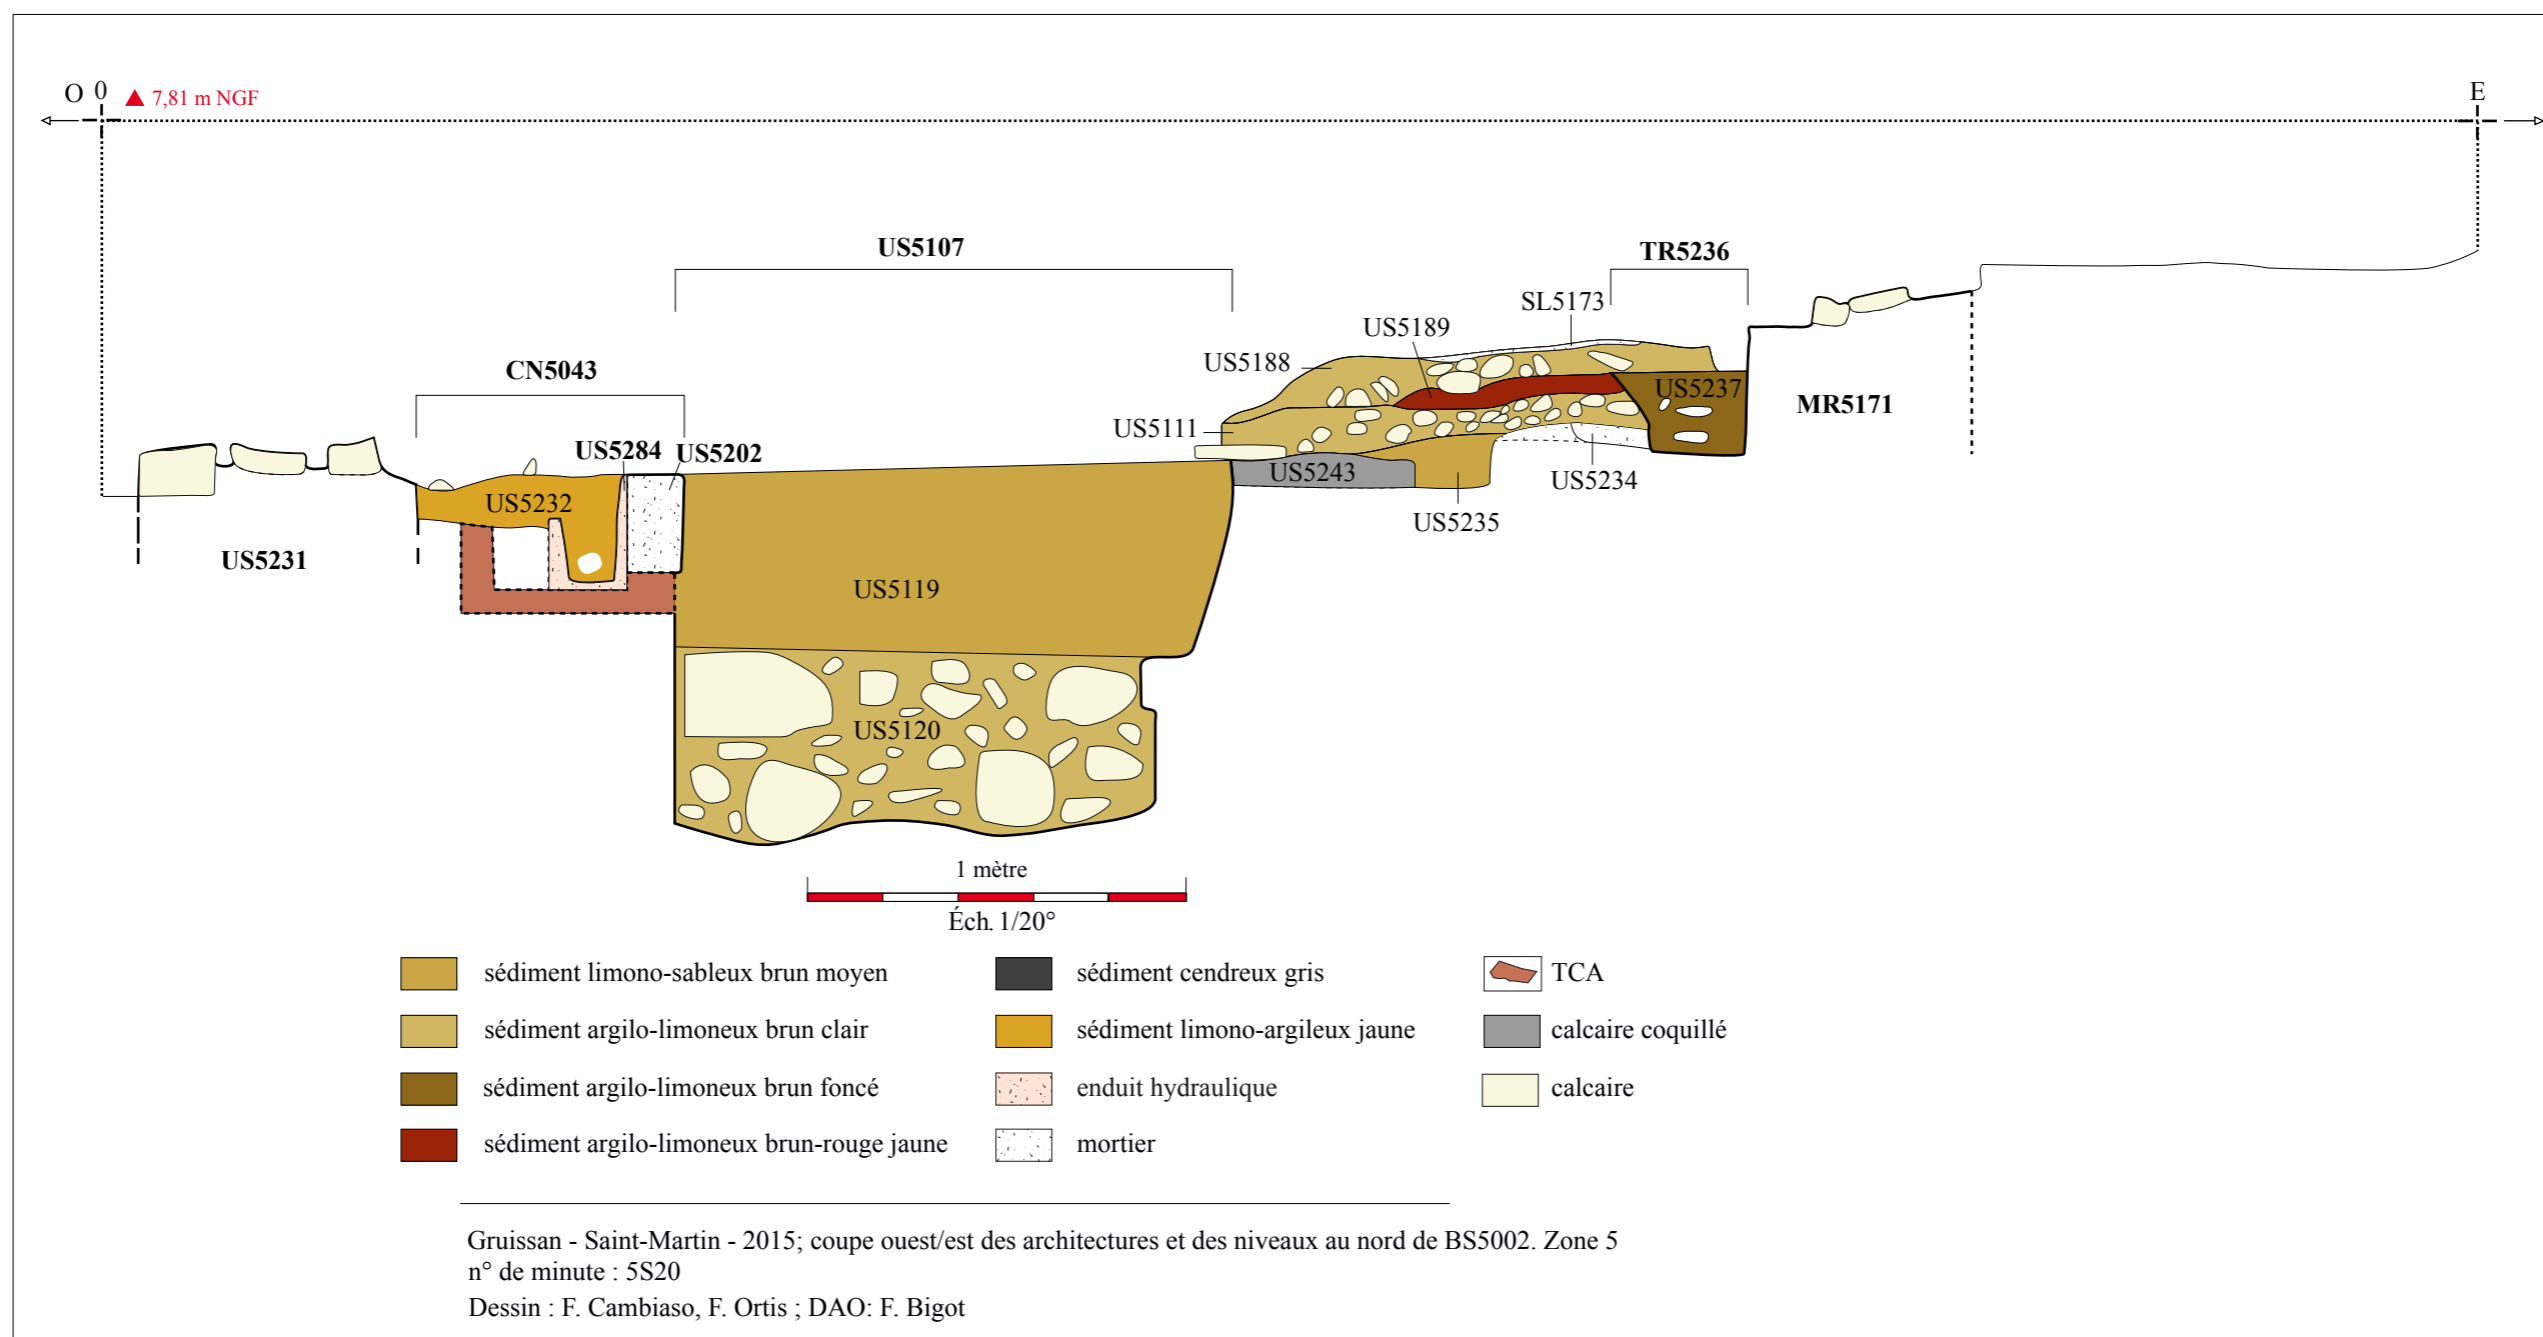 O 0 7,81 m NGF E
US5107 TR5236
SL5173
US5189
US5188
CN5043
US5237
MR5171
US5111
US5284 US5202
US5243 US5234
US5232
US5235
US5231
US5119
US5120
1 mètre
Éch. 1/20°
sédiment limono-sableux brun moyen
sédiment argilo-limoneux brun clair
sédiment argilo-limoneux brun foncé
sédiment argilo-limoneux brun-rouge jaune
sédiment cendreux gris
sédiment limono-argileux jaune
enduit hydraulique
mortier
TCA
calcaire coquillé
calcaire
Gruissan - Saint-Martin - 2015; coupe ouest/est des architectures et des niveaux au nord de BS5002. Zone 5
n° de minute : 5S20
Dessin : F. Cambiaso, F. Ortis ; DAO: F. Bigot